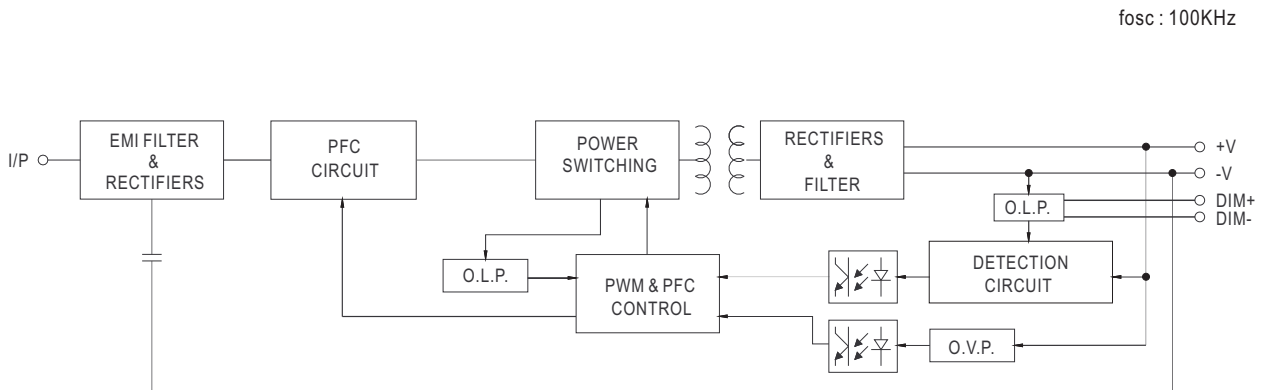 fosc : 100KHz
I/P
EMI FILTER
&
RECTIFIERS
PFC
CIRCUIT
POWER
SWITCHING
RECTIFIERS
&
FILTER
+V
-V
DIM+
DIM-
O.L.P.
O.L.P.
PWM & PFC
CONTROL
DETECTION
CIRCUIT
O.V.P.